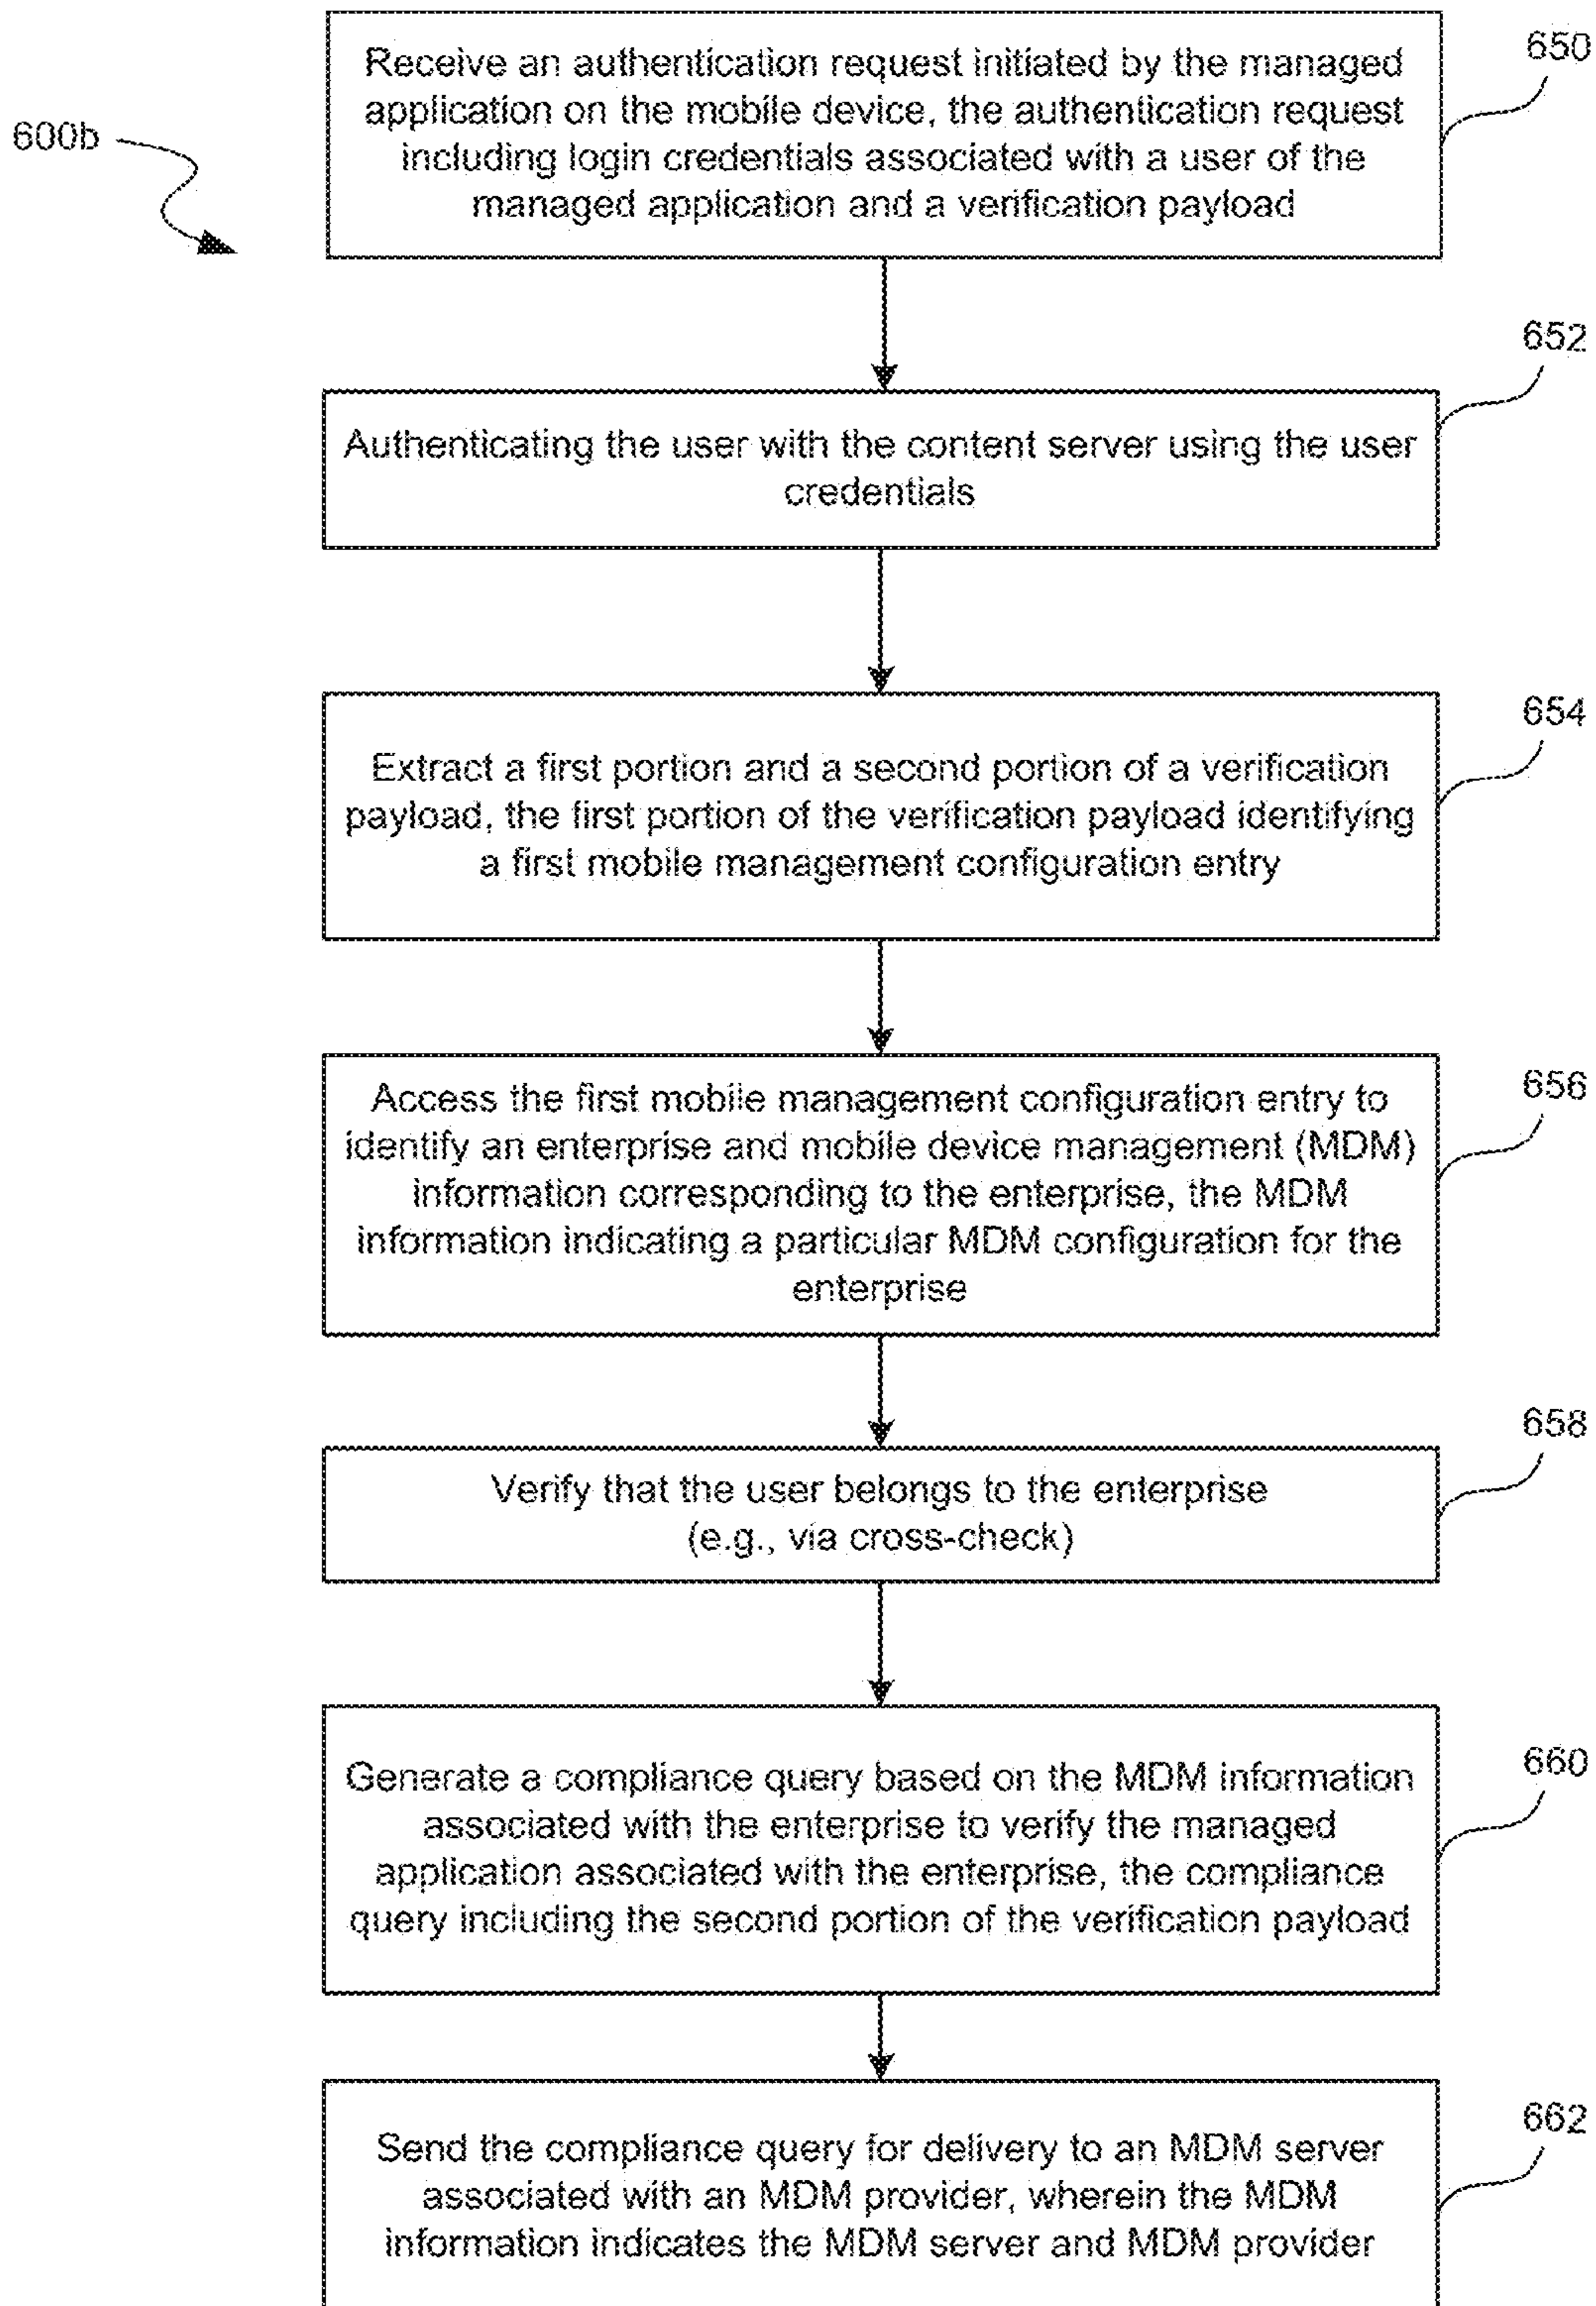 600b
650
Receive an authentication request initiated by the managed
application on the mobile device, the authentication request
including login credentials associated with a user of the
managed application and a verification payload
652
Authenticating the user with the content server using the user
credentials
654
Extract a first portion and a second portion of a verification
payload, the first portion of the verification payload identifying
a first mobile management configuration entry
656
Access the first mobile management configuration entry to
identify an enterprise and mobile device management (MDM)
information corresponding to the enterprise, the MDM
information indicating a particular MDM configuration for the
enterprise
658
Verify that the user belongs to the enterprise
(e.g., via cross-check)
660
Generate a compliance query based on the MDM information
associated with the enterprise to verify the managed
application associated with the enterprise, the compliance
query including the second portion of the verification payload
662
Send the compliance query for delivery to an MDM server
associated with an MDM provider, wherein the MDM
information indicates the MDM server and MDM provider